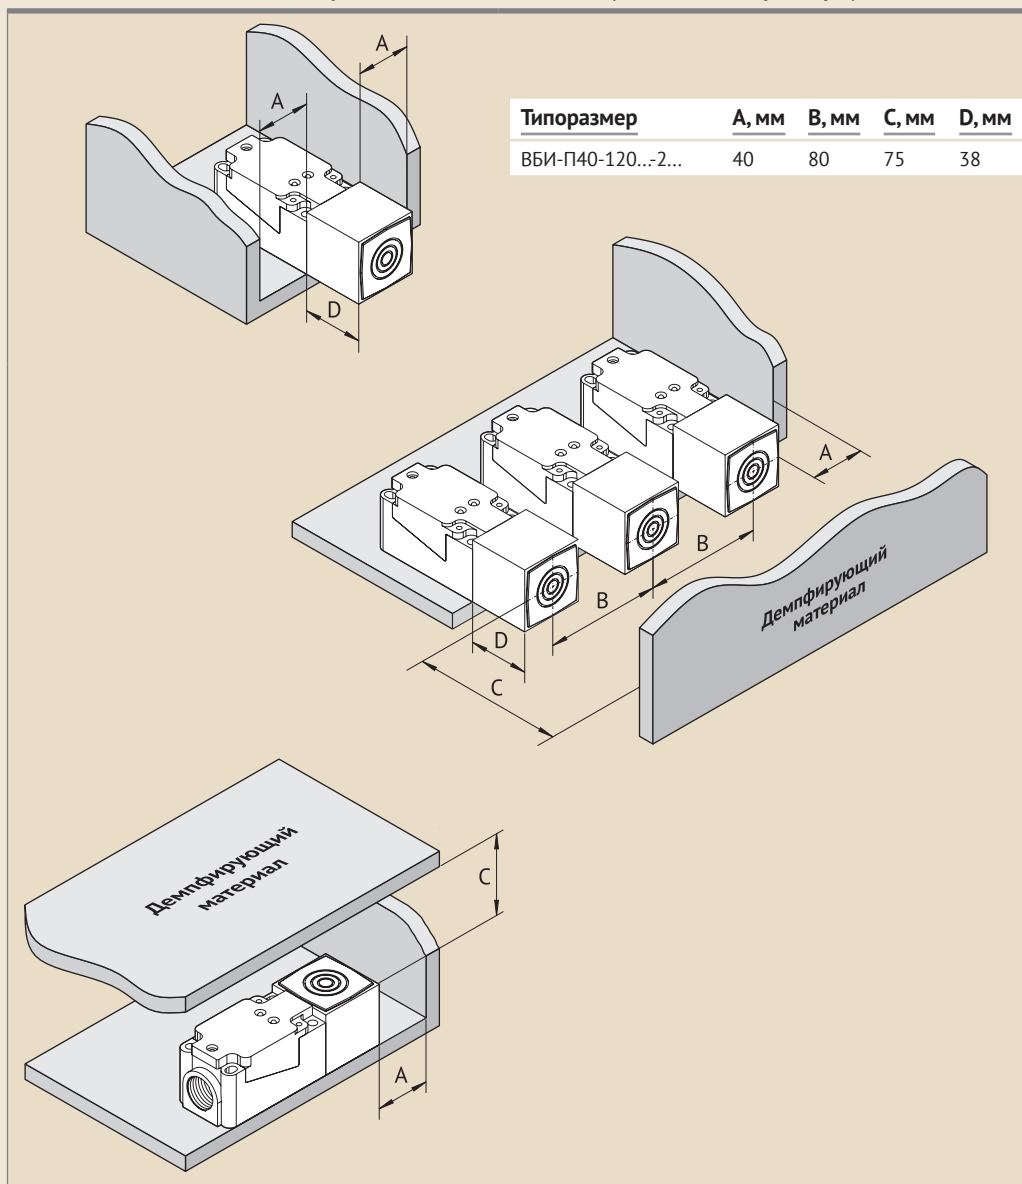 A
A
D
Типоразмер A, мм B, мм C, мм D, мм
ВБИ-П40-120...-2... 40 80 75 38
A
B
B
D
C
Демпфирующий
материал
Демпфирующий
материал
C
A